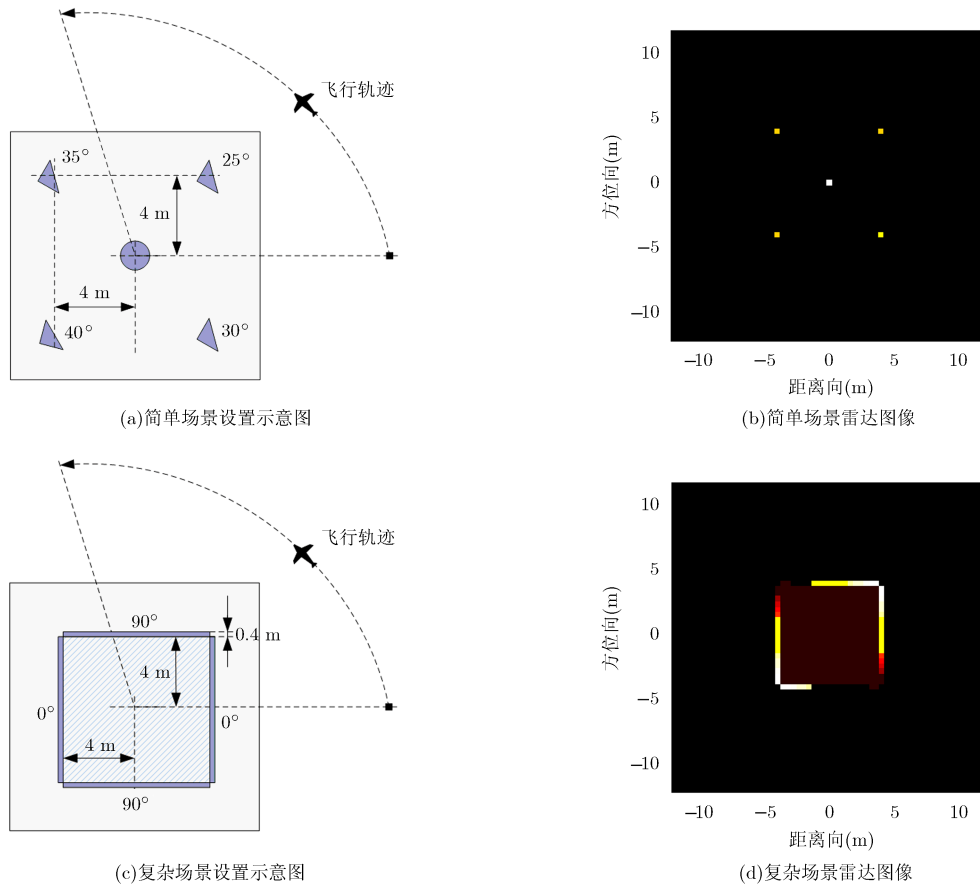 飞行轨迹
35°
25°
4 m
4 m
40°
30°
(a)简单场景设置示意图
10
5
0
−5
−10
方位向(m)
−10 −5 0 5 10
距离向(m)
(b)简单场景雷达图像
飞行轨迹
90°
0.4 m
4 m
0°
0°
4 m
90°
(c)复杂场景设置示意图
10
5
0
−5
−10
方位向(m)
−10 −5 0 5 10
距离向(m)
(d)复杂场景雷达图像